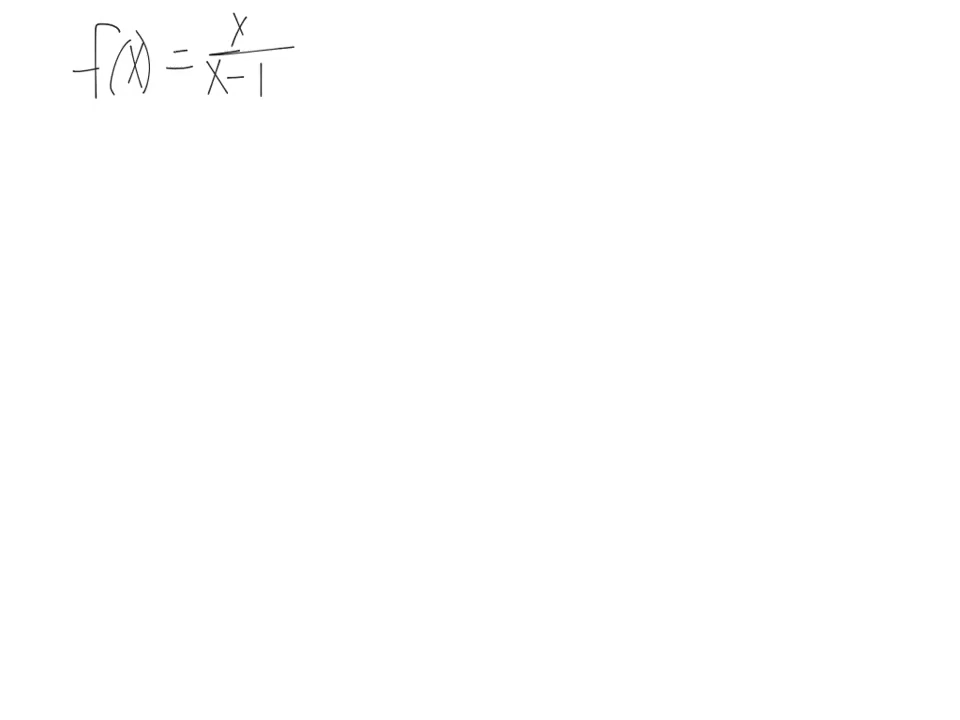 f(x) = x/(x-1)